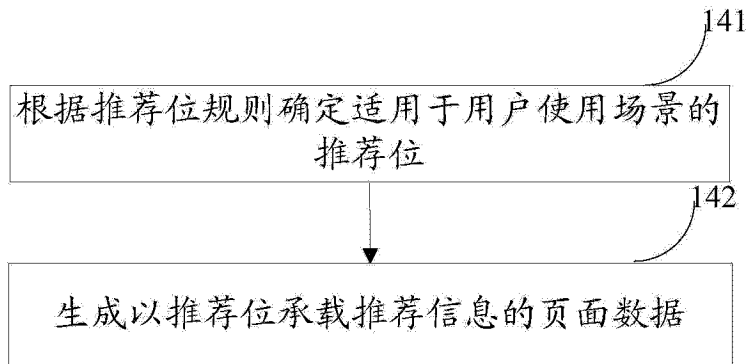 141
根据推荐位规则确定适用于用户使用场景的
推荐位
142
生成以推荐位承载推荐信息的页面数据